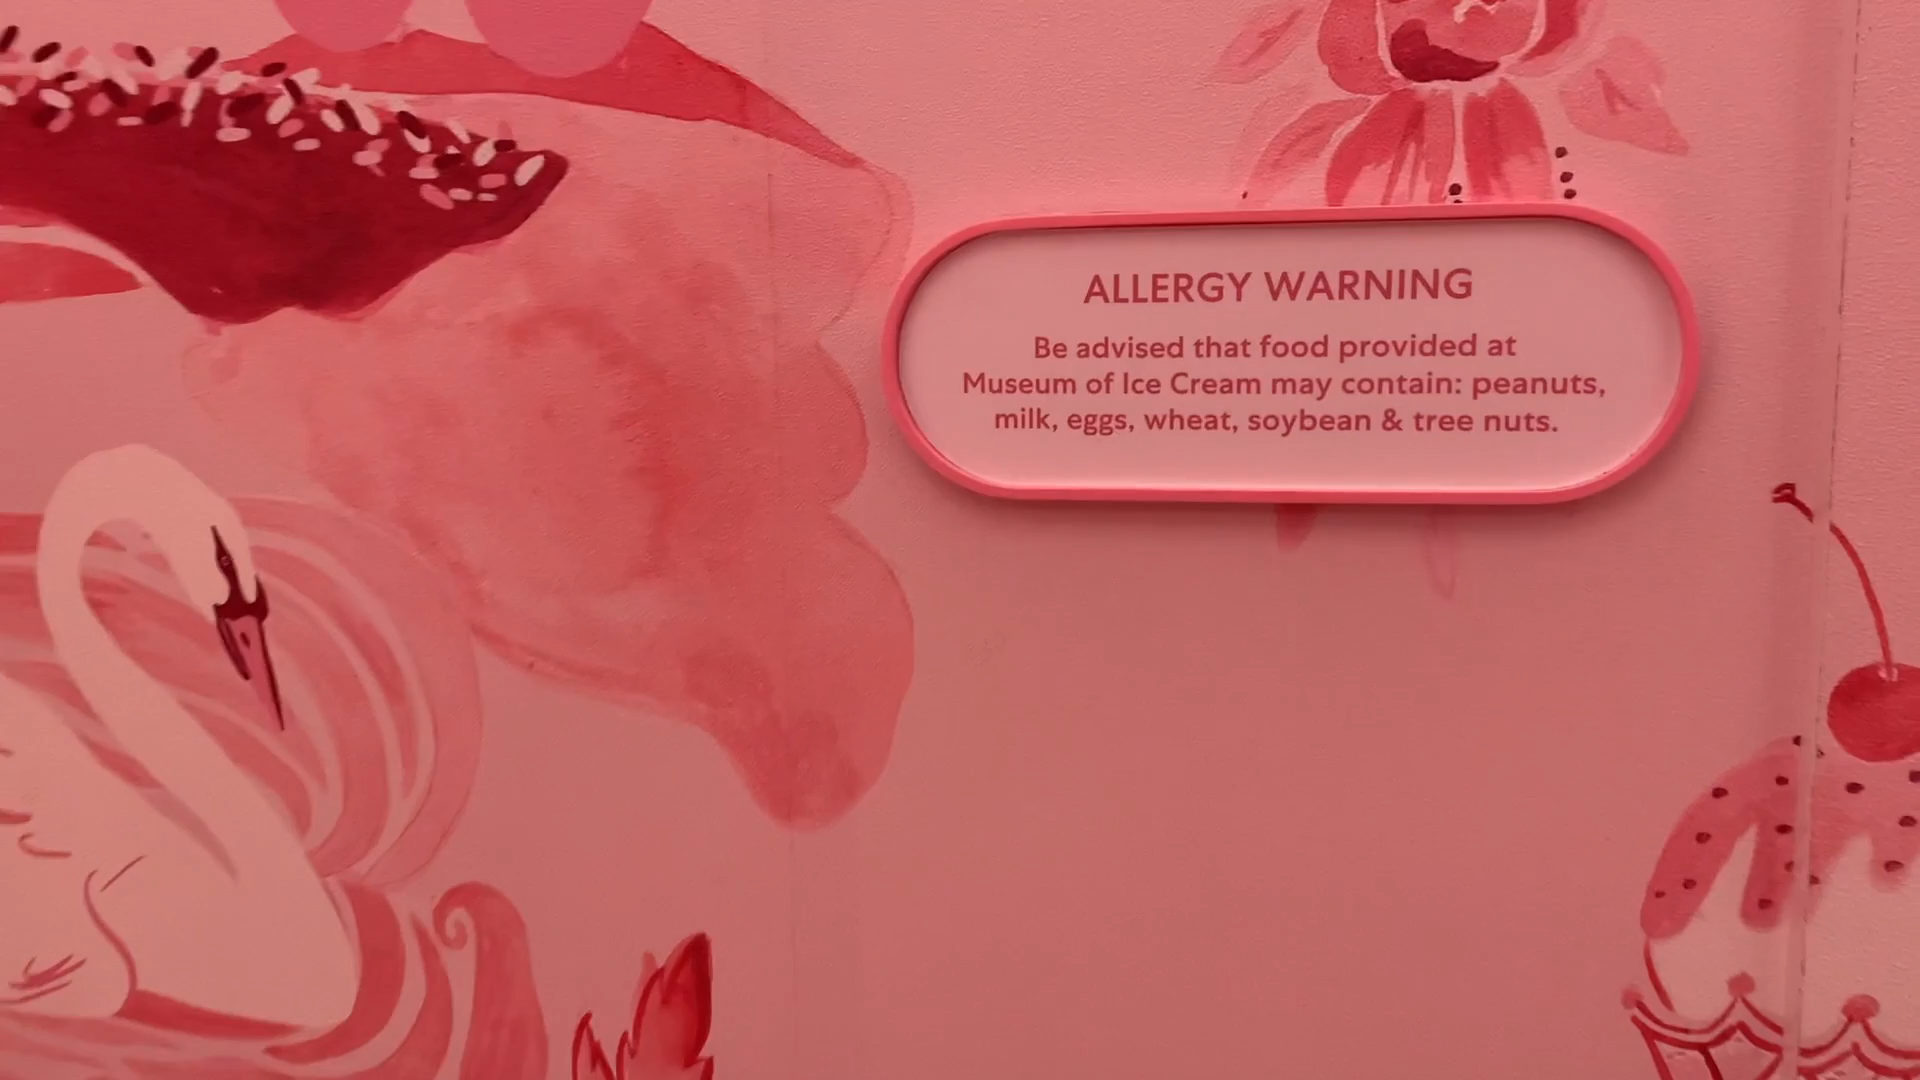 ALLERGY WARNING
Be advised that food provided at
Museum of Ice Cream may contain: peanuts,
milk, eggs, wheat, soybean & tree nuts.